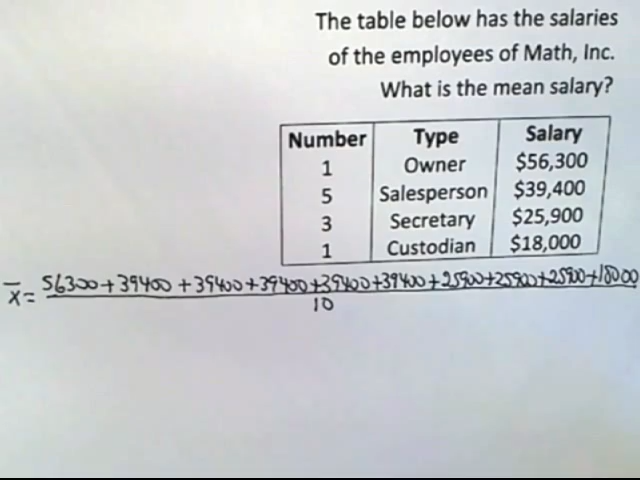 The table below has the salaries
of the employees of Math, Inc.
What is the mean salary?
Number Type Salary
1 Owner $56,300
5 Salesperson $39,400
3 Secretary $25,900
1 Custodian $18,000
x̄ = 56300+39400+39400+39400+39400+39400+25900+25900+25900+18000
10